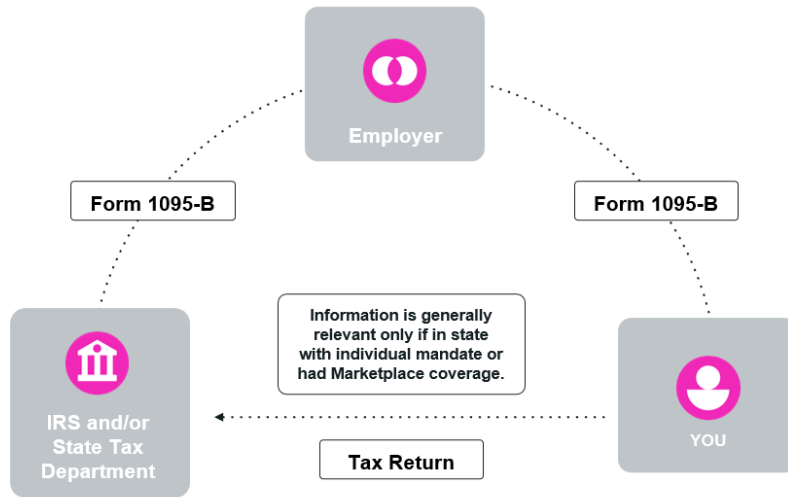 Employer
Form 1095-B
Form 1095-B
Information is generally
relevant only if in state
with individual mandate or
had Marketplace coverage.
IRS and/or
State Tax
Department
YOU
Tax Return